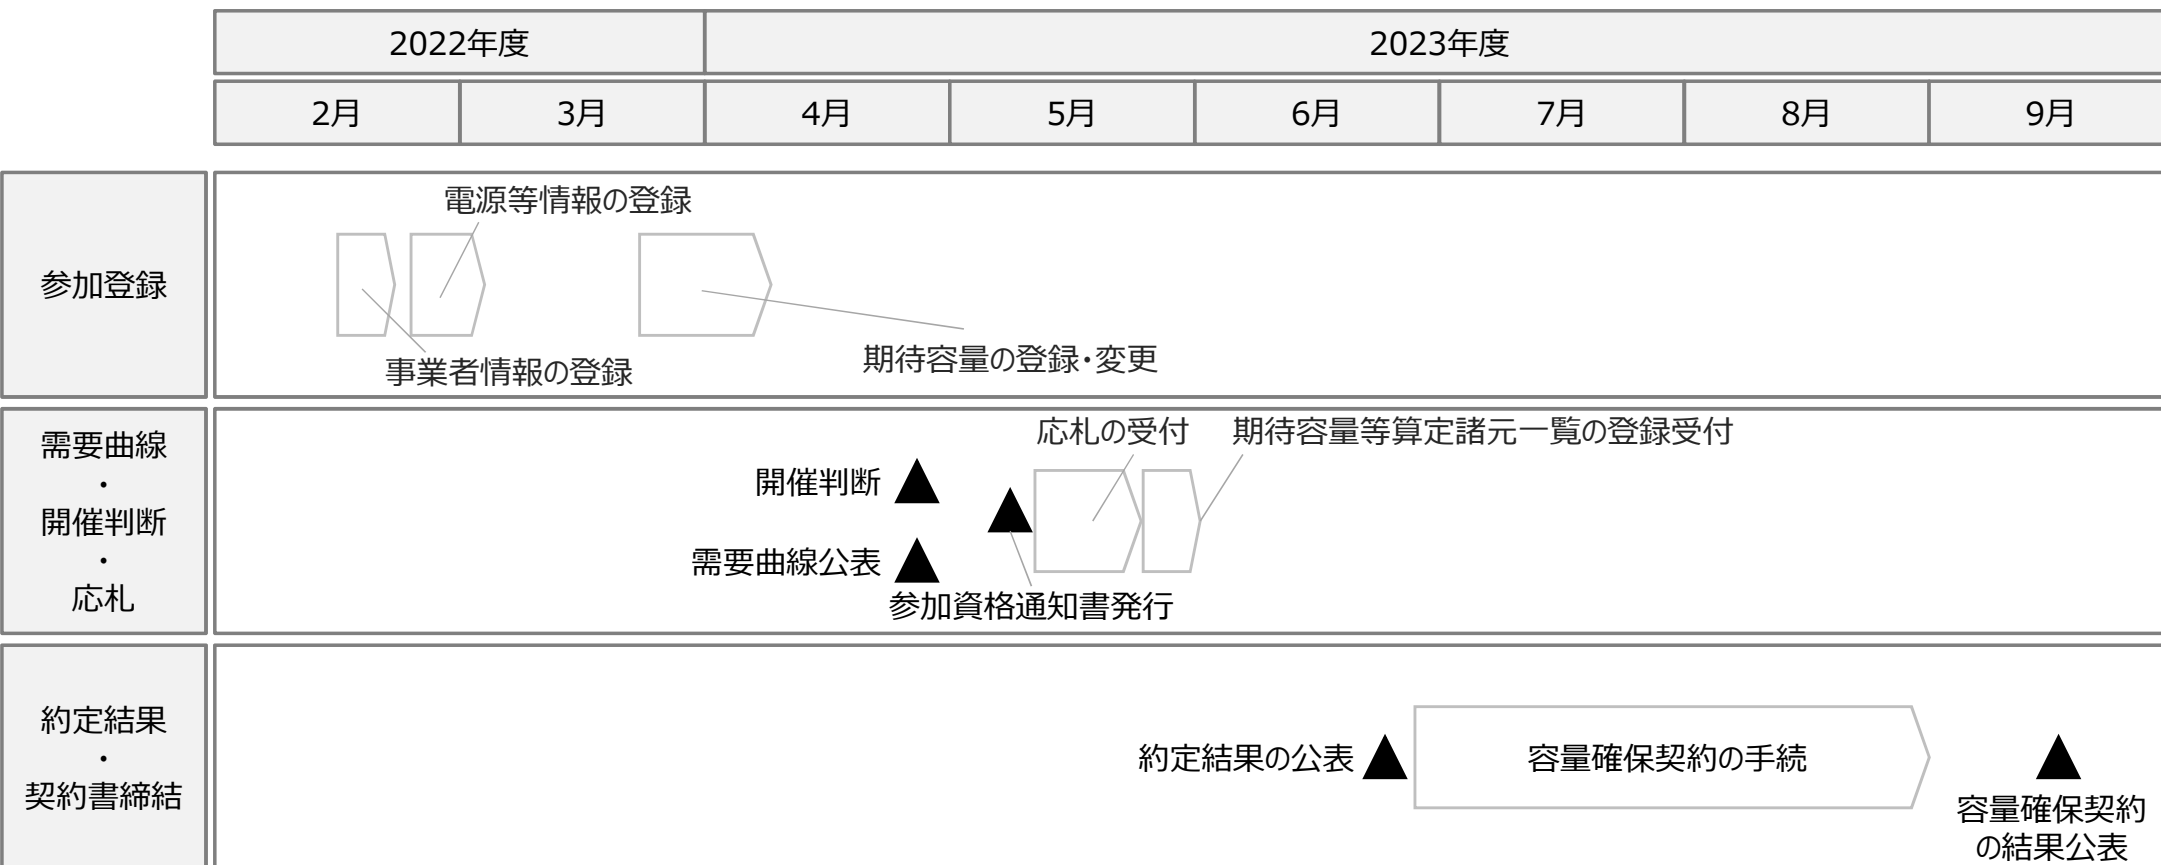 2022年度
2023年度
2月
3月
4月
5月
6月
7月
8月
9月
参加登録
電源等情報の登録
事業者情報の登録
期待容量の登録・変更
需要曲線
・
開催判断
・
応札
応札の受付
期待容量等算定諸元一覧の登録受付
開催判断
需要曲線公表
参加資格通知書発行
約定結果
・
契約書締結
約定結果の公表
容量確保契約の手続
容量確保契約
の結果公表